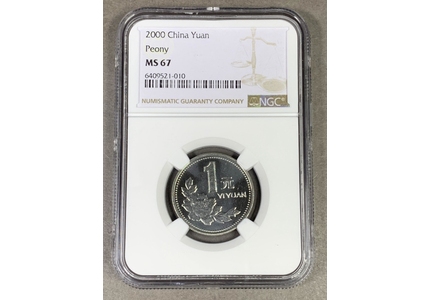 2000 China Yuan
Peony
MS 67
6409521-010
NUMISMATIC GUARANTY COMPANY
NGC
1元
YI YUAN